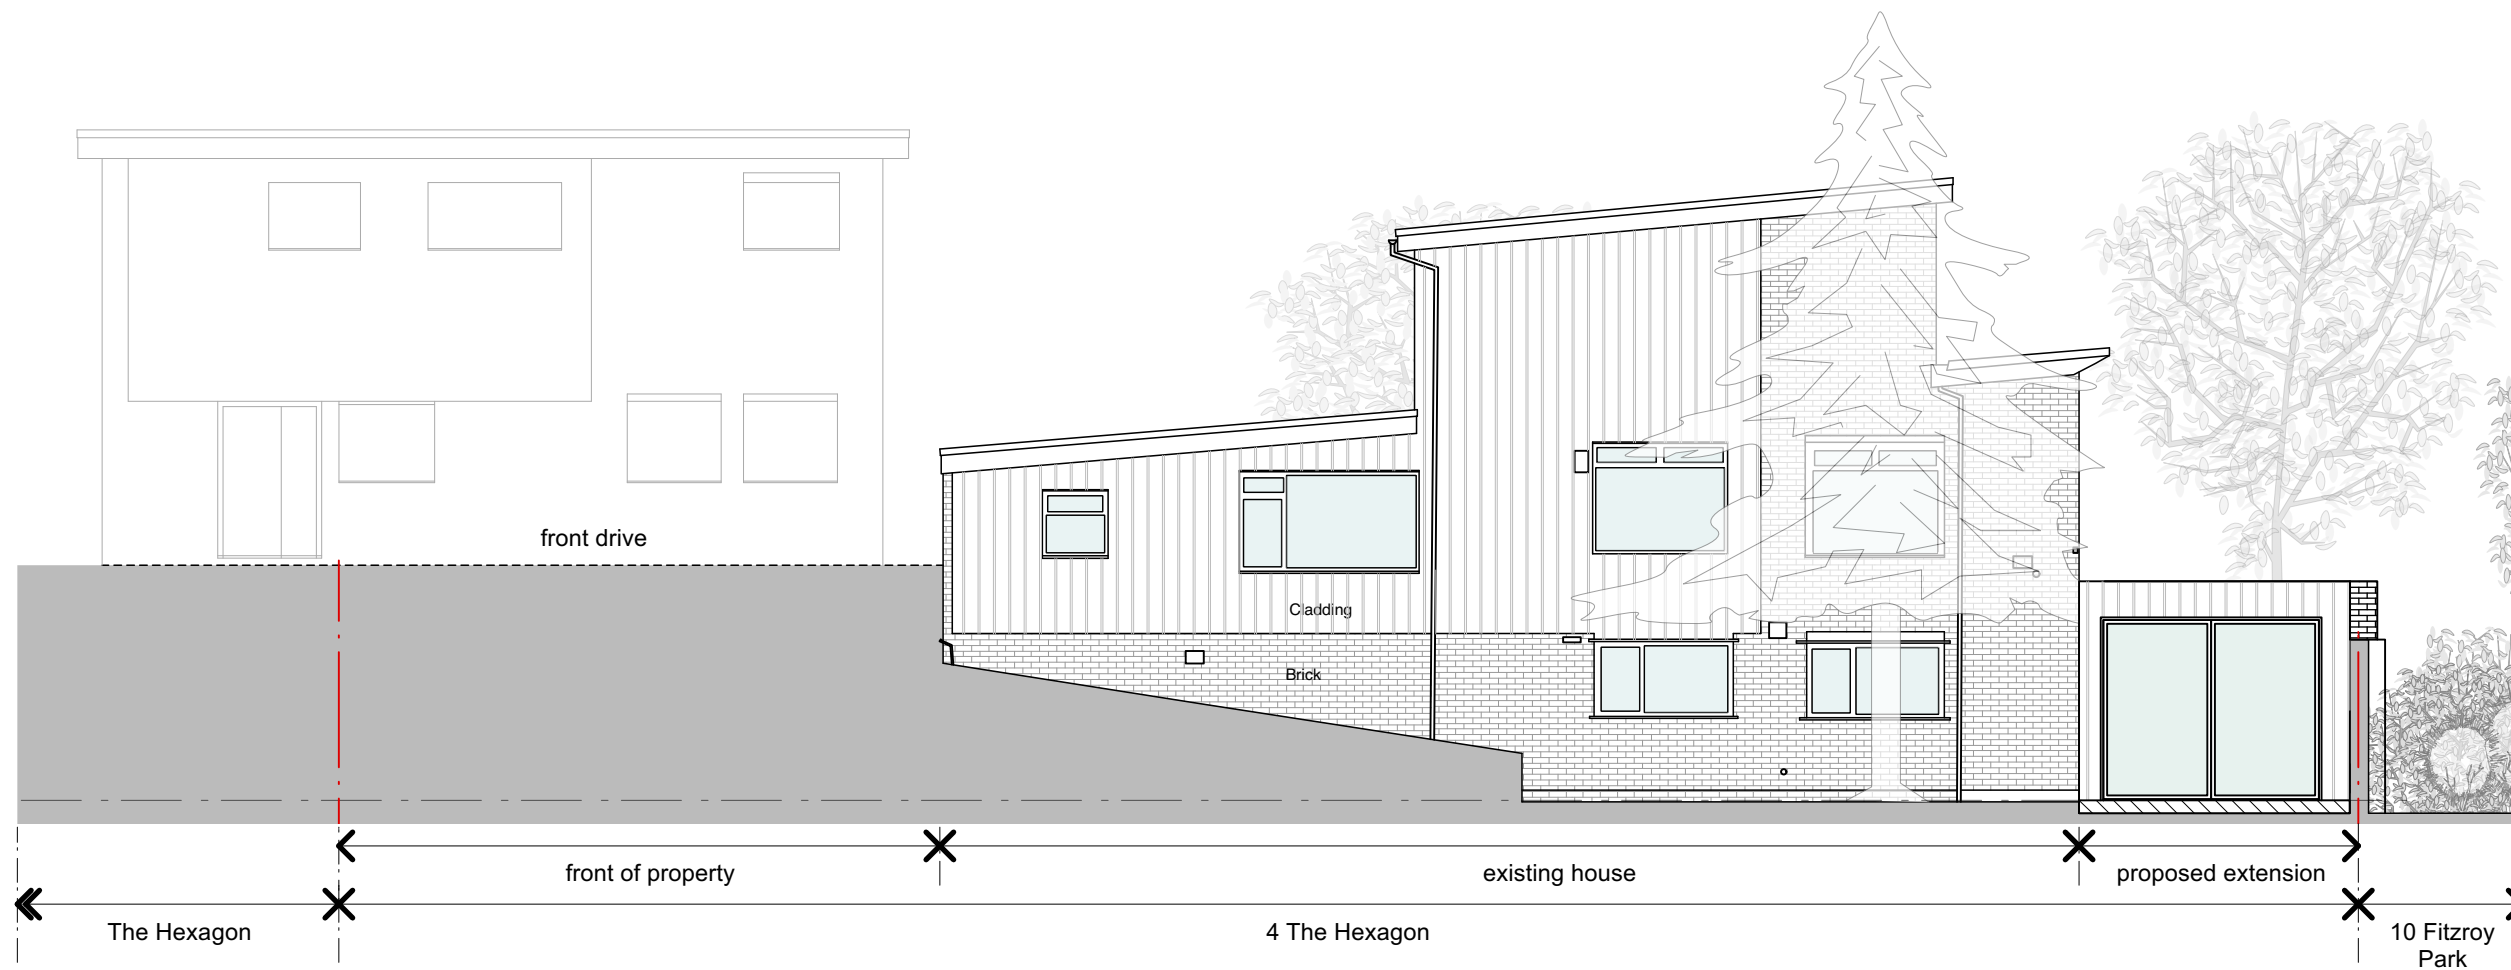 front drive
Cladding
Brick
front of property
existing house
proposed extension
The Hexagon
4 The Hexagon
10 Fitzroy
Park